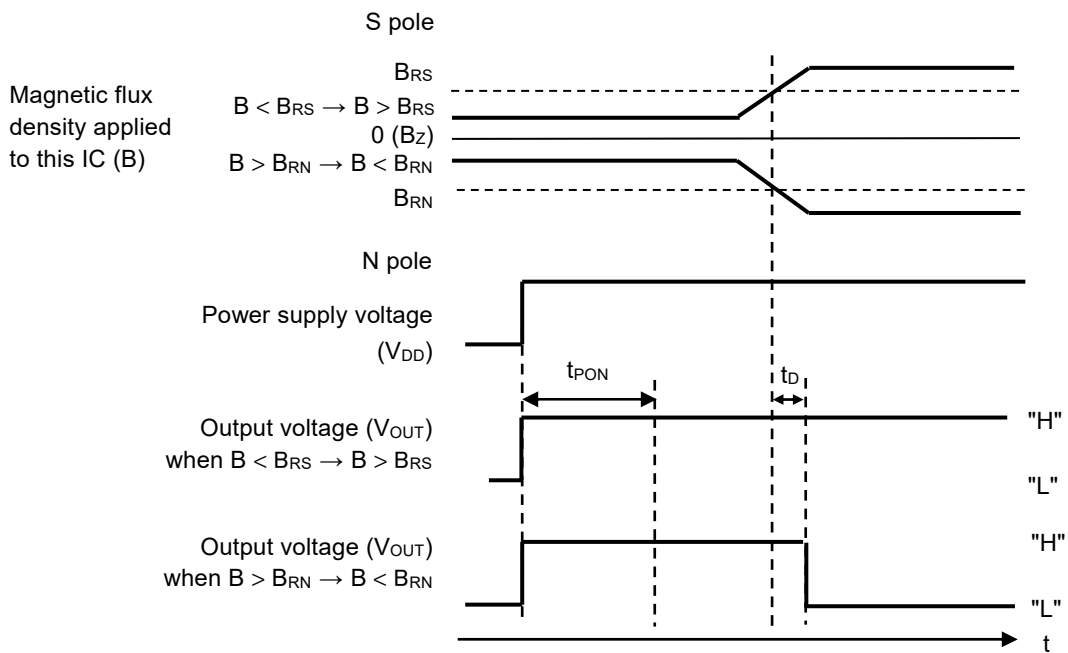 S pole
Magnetic flux
density applied
to this IC (B)
BRS
B < BRS → B > BRS
0 (BZ)
B > BRN → B < BRN
BRN
N pole
Power supply voltage
(VDD)
tPON
tD
Output voltage (VOUT)
when B < BRS → B > BRS
"H"
"L"
Output voltage (VOUT)
when B > BRN → B < BRN
"H"
"L"
t